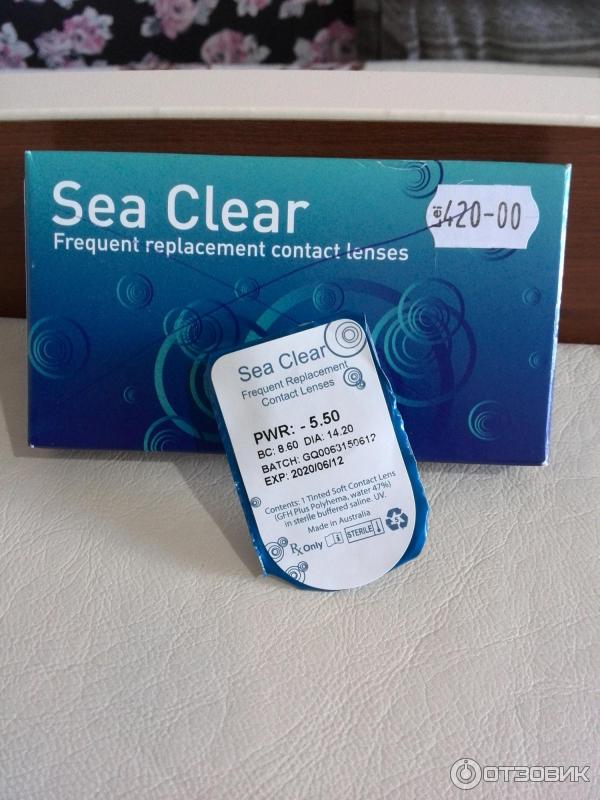 Sea Clear
Frequent replacement contact lenses
lei 420-00
Sea Clear
Frequent Replacement
Contact Lenses
PWR: - 5.50
BC: 8.60 DIA: 14.20
BATCH: GQ0063150612
EXP: 2020/06/12
Contents: 1 Tinted Soft Contact Lens
(GFH Plus Polyhema, water 47%)
in sterile buffered saline. UV.
Made in Australia
Rx Only
STERILE
ОТЗОВИК